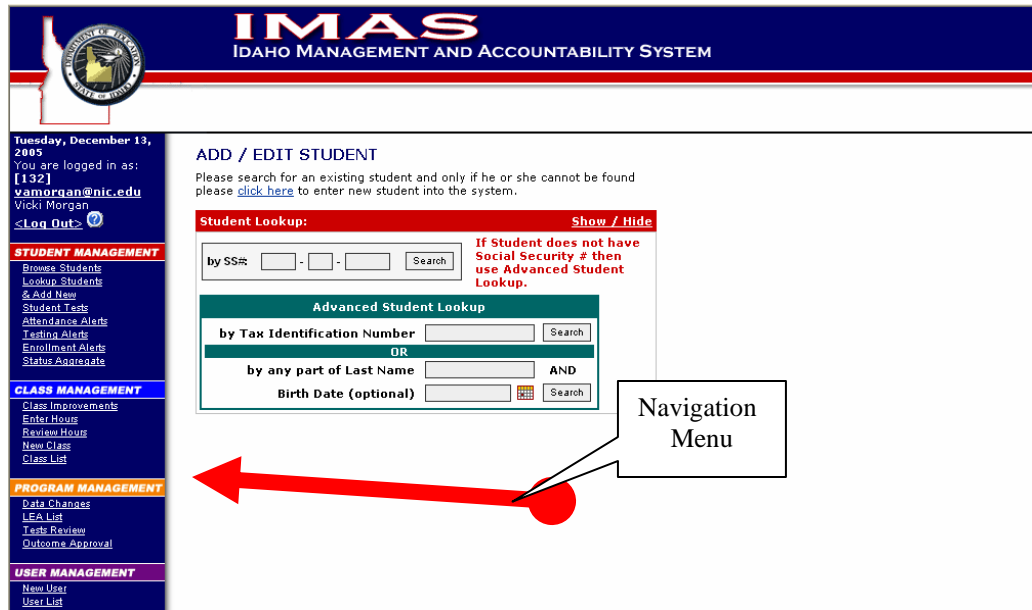 IMAS
IDAHO MANAGEMENT AND ACCOUNTABILITY SYSTEM
DEPARTMENT OF EDUCATION
STATE OF IDAHO
Tuesday, December 13,
2005
You are logged in as:
[132]
vamorgan@nic.edu
Vicki Morgan
<Log Out> ?
STUDENT MANAGEMENT
Browse Students
Lookup Students
& Add New
Student Tests
Attendance Alerts
Testing Alerts
Enrollment Alerts
Status Aggregate
CLASS MANAGEMENT
Class Improvements
Enter Hours
Review Hours
New Class
Class List
PROGRAM MANAGEMENT
Data Changes
LEA List
Tests Review
Outcome Approval
USER MANAGEMENT
New User
User List
ADD / EDIT STUDENT
Please search for an existing student and only if he or she cannot be found
please click here to enter new student into the system.
Student Lookup: Show / Hide
by SS#: - - Search
If Student does not have
Social Security # then
use Advanced Student
Lookup.
Advanced Student Lookup
by Tax Identification Number Search
OR
by any part of Last Name AND
Birth Date (optional) Search
Navigation
Menu